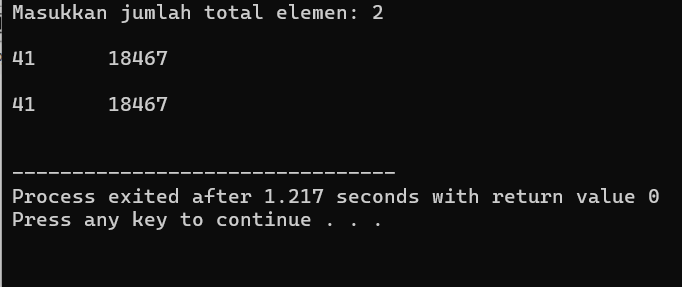 Masukkan jumlah total elemen: 2
41      18467
41      18467
--------------------------------
Process exited after 1.217 seconds with return value 0
Press any key to continue . . .